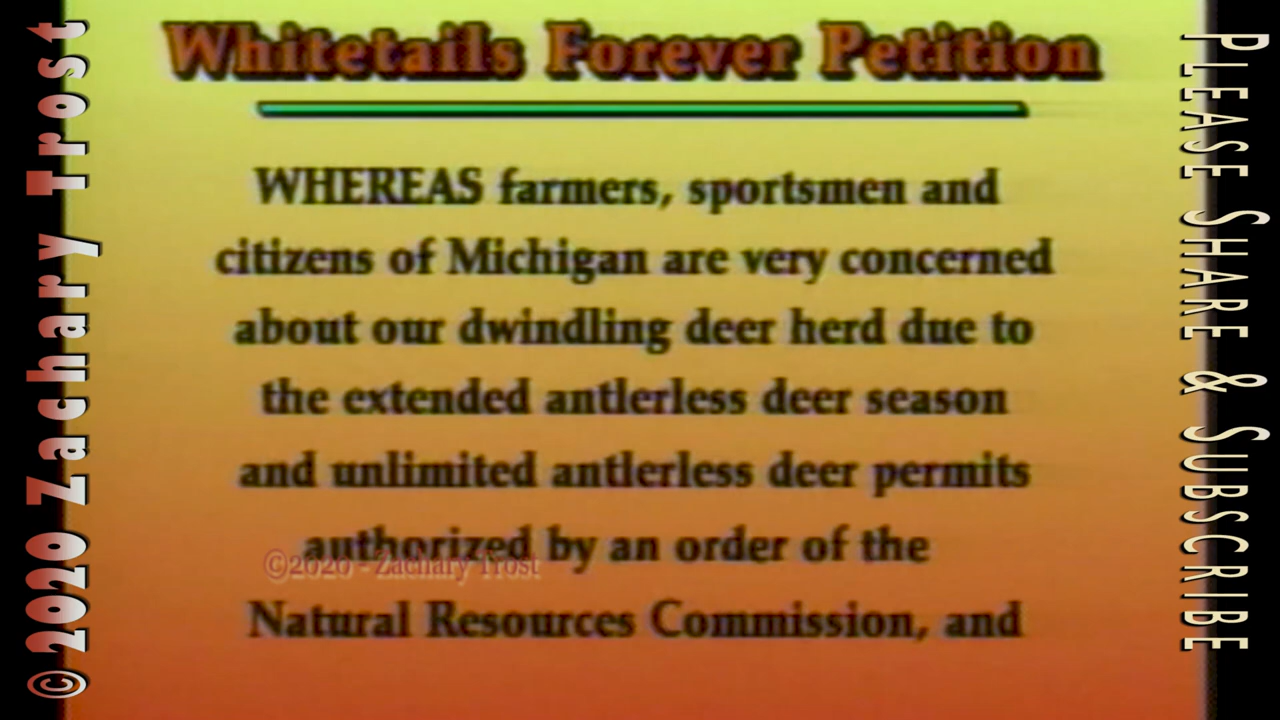 Whitetails Forever Petition
WHEREAS farmers, sportsmen and
citizens of Michigan are very concerned
about our dwindling deer herd due to
the extended antlerless deer season
and unlimited antlerless deer permits
authorized by an order of the
©2020 - Zachary Trost
Natural Resources Commission, and
©2020 Zachary Trost
Please Share & Subscribe